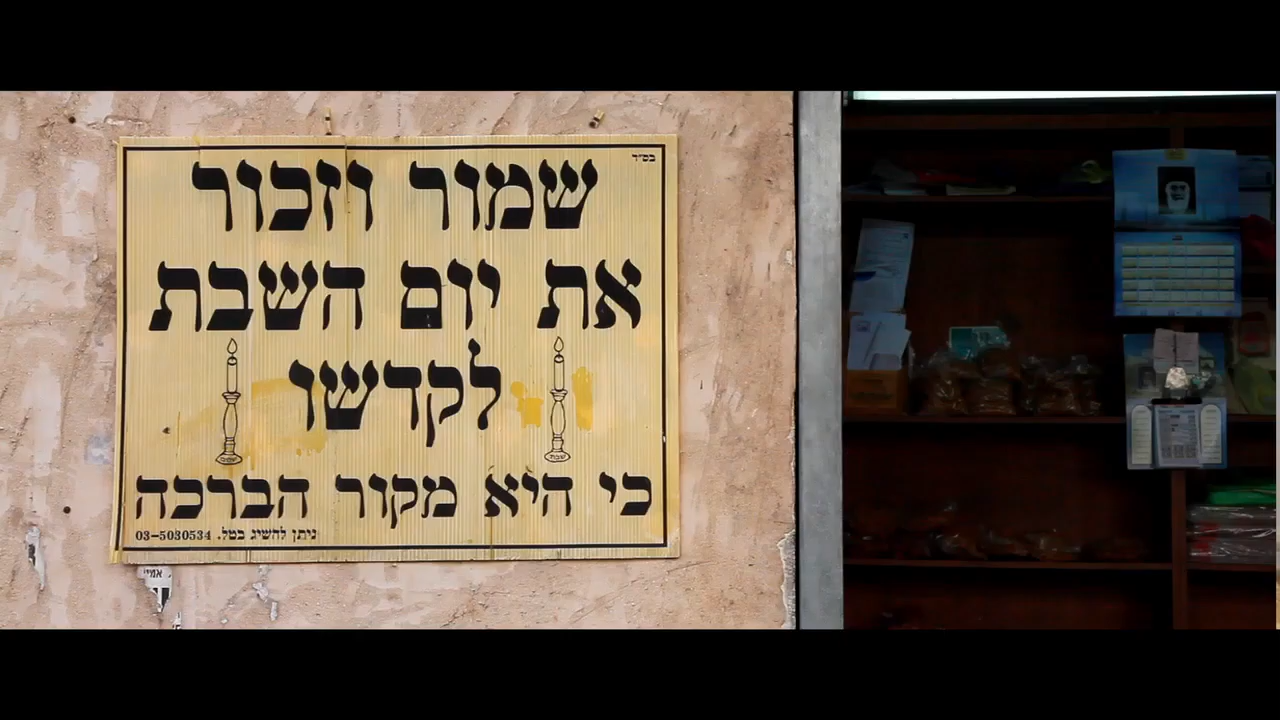 בס״ד
שמור וזכור
את יום השבת
לקדשו
כי היא מקור הברכה
ניתן להשיג בטל. 03-5030534